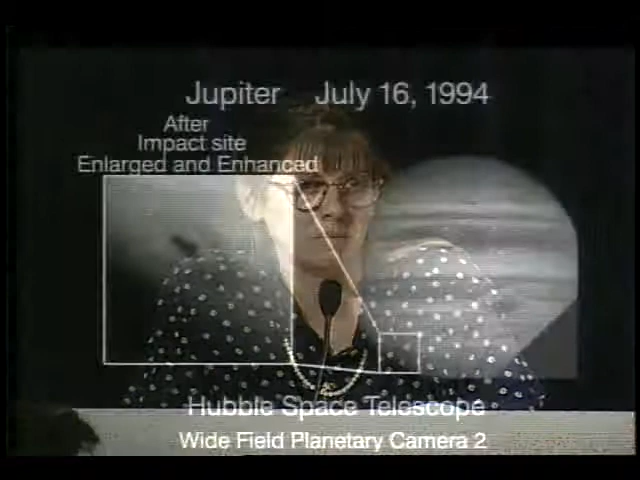 Jupiter July 16, 1994
After
Impact site
Enlarged and Enhanced
Hubble Space Telescope
Wide Field Planetary Camera 2